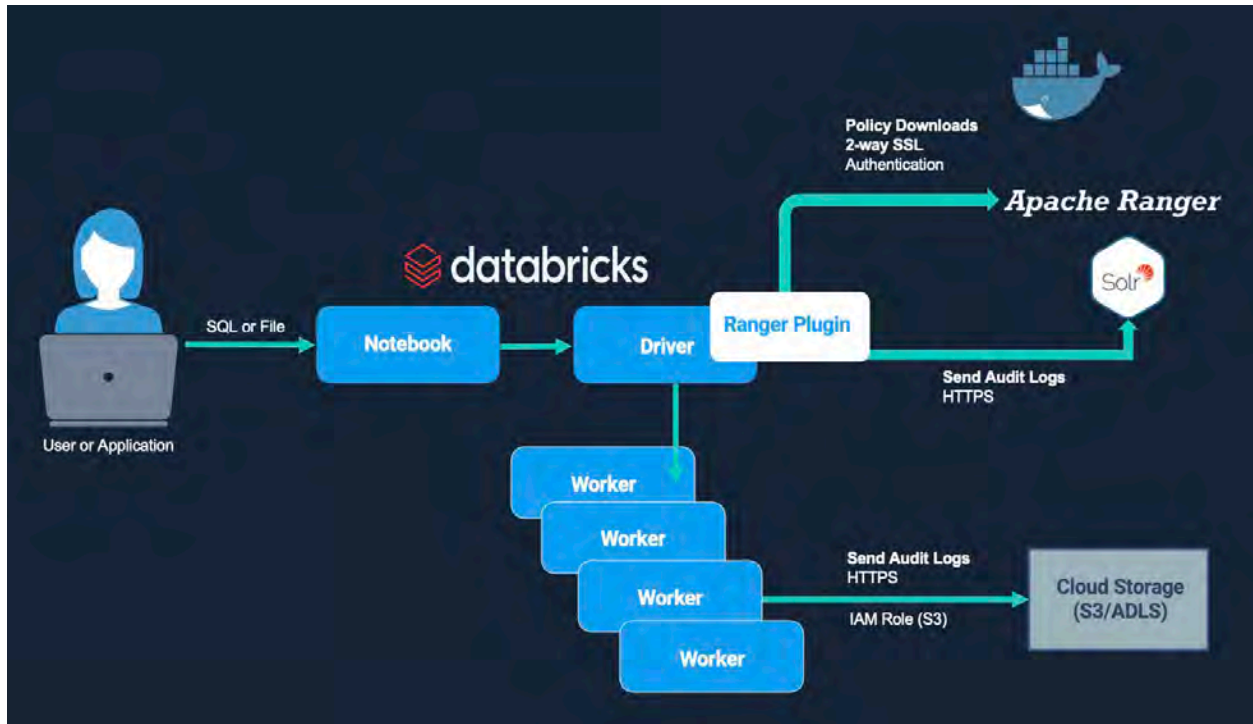 Policy Downloads
2-way SSL
Authentication
Apache Ranger
databricks
Solr
SQL or File
Notebook
Driver
Ranger Plugin
Send Audit Logs
HTTPS
User or Application
Worker
Worker
Worker
Worker
Send Audit Logs
HTTPS
IAM Role (S3)
Cloud Storage
(S3/ADLS)